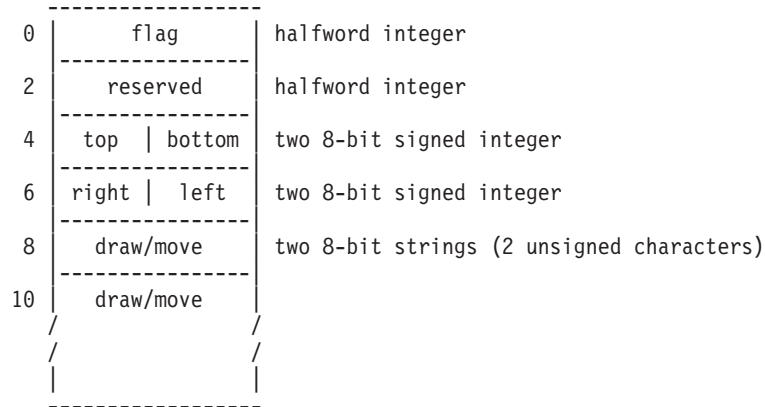 0 flag halfword integer
2 reserved halfword integer
4 top | bottom two 8-bit signed integer
6 right | left two 8-bit signed integer
8 draw/move two 8-bit strings (2 unsigned characters)
10 draw/move